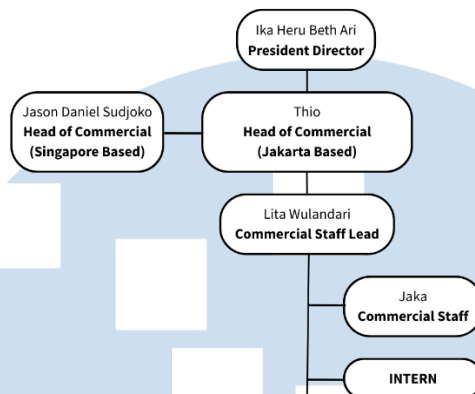 Ika Heru Beth Ari
President Director
Jason Daniel Sudjoko
Head of Commercial
(Singapore Based)
Thio
Head of Commercial
(Jakarta Based)
Lita Wulandari
Commercial Staff Lead
Jaka
Commercial Staff
INTERN